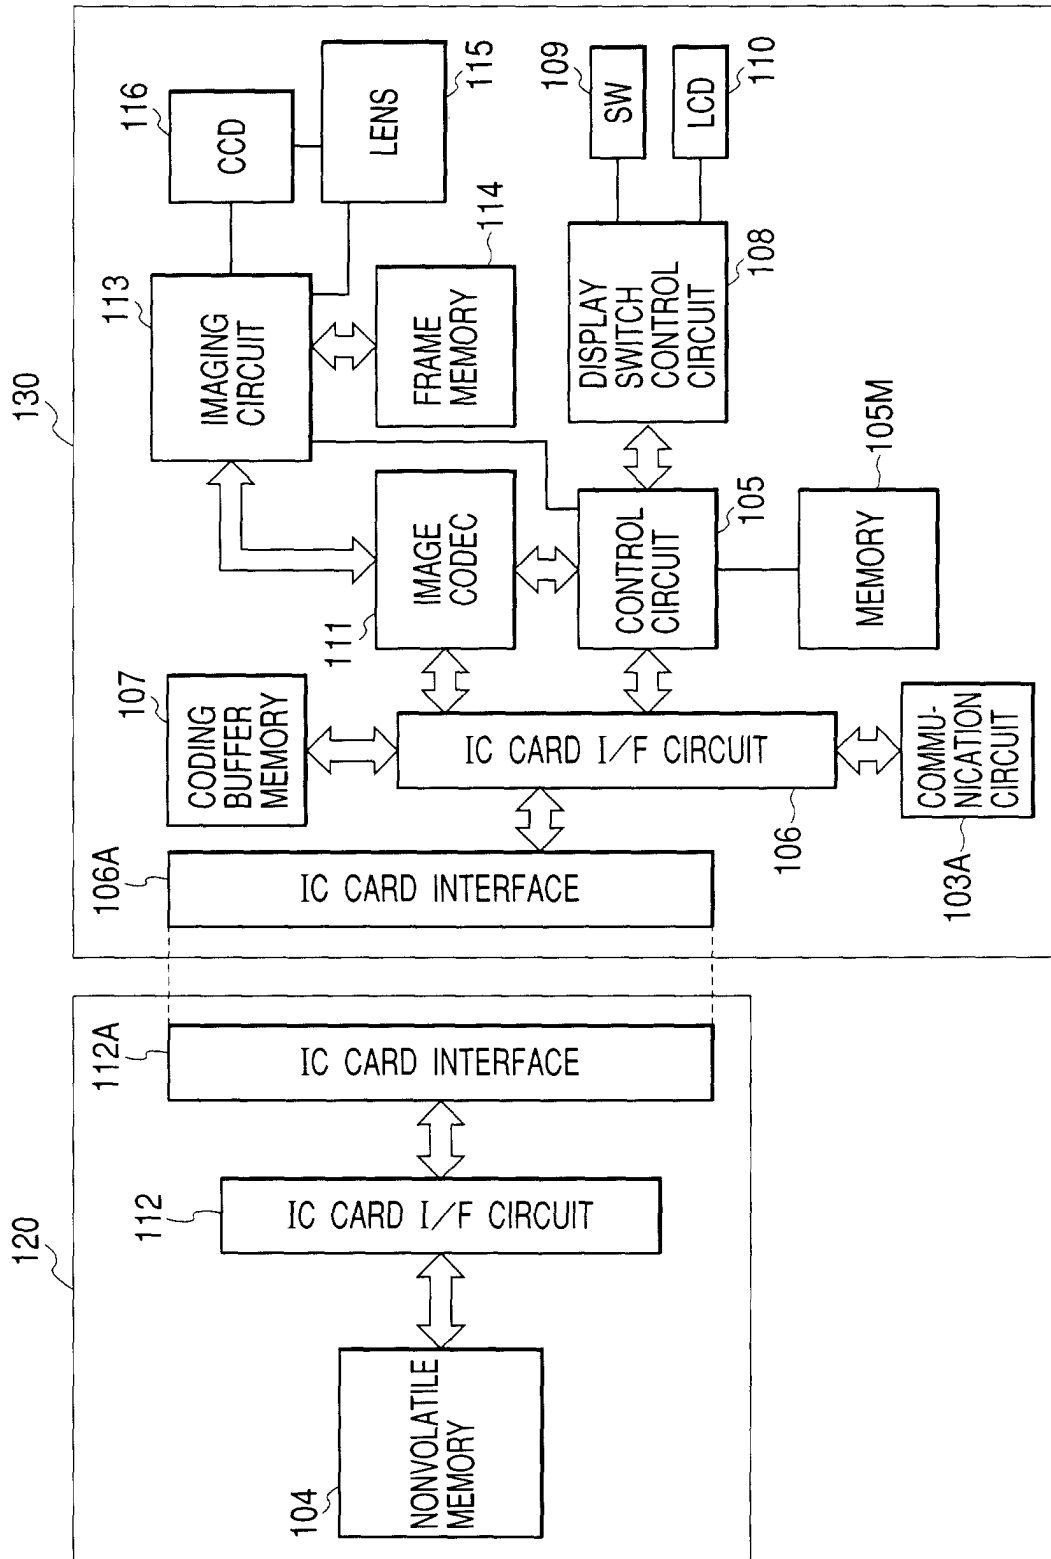 120
104
NONVOLATILE
MEMORY
112
IC CARD I/F CIRCUIT
112A
IC CARD INTERFACE
130
106A
IC CARD INTERFACE
107
CODING
BUFFER
MEMORY
IC CARD I/F CIRCUIT
106
COMMU-
NICATION
CIRCUIT
103A
111
IMAGE
CODEC
CONTROL
CIRCUIT
105
MEMORY
105M
113
IMAGING
CIRCUIT
FRAME
MEMORY
114
DISPLAY
SWITCH
CONTROL
CIRCUIT
108
116
CCD
LENS
115
109
SW
LCD
110